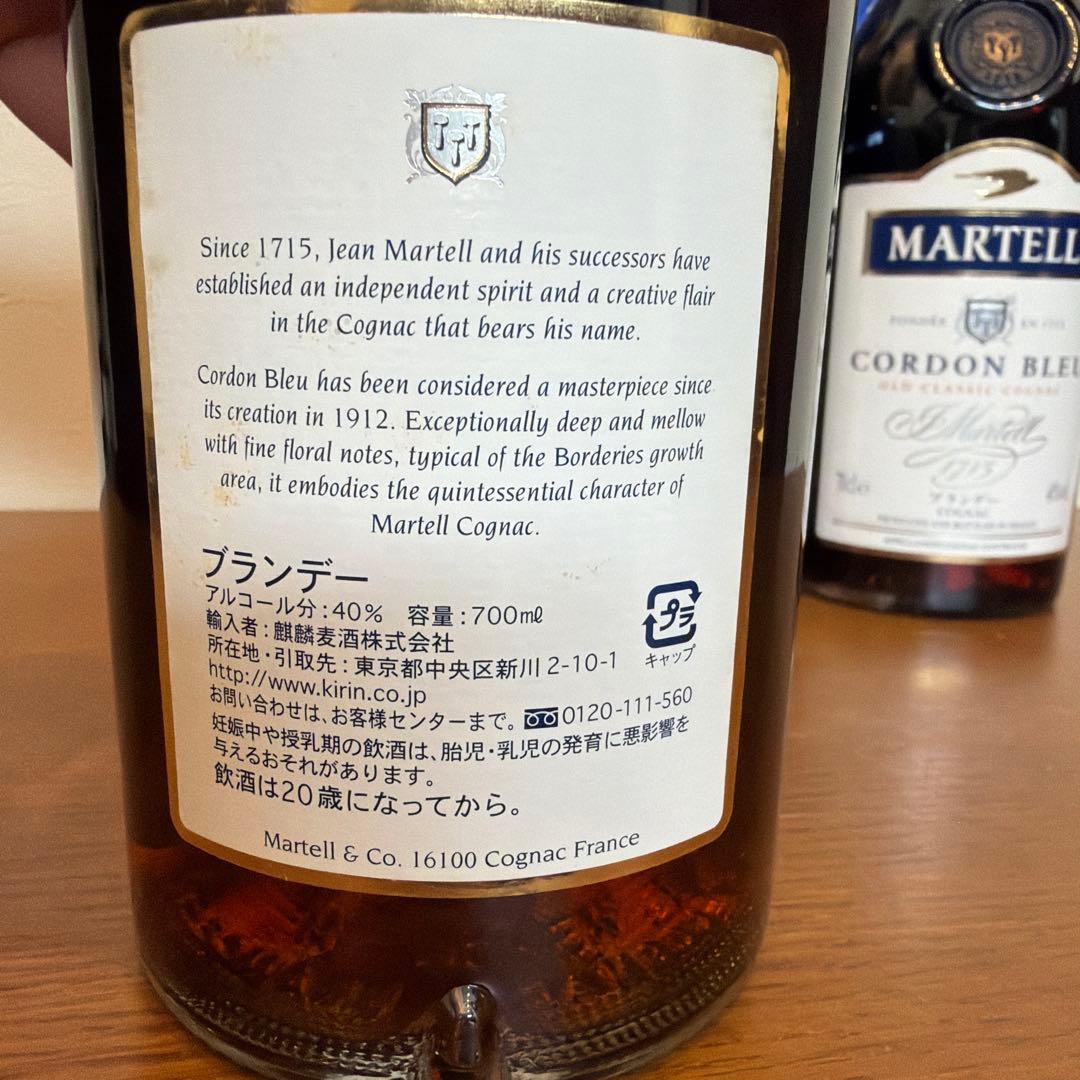 Since 1715, Jean Martell and his successors have
established an independent spirit and a creative flair
in the Cognac that bears his name.
Cordon Bleu has been considered a masterpiece since
its creation in 1912. Exceptionally deep and mellow
with fine floral notes, typical of the Borderies growth
area, it embodies the quintessential character of
Martell Cognac.
ブランデー
アルコール分:40% 容量:700㎖
輸入者:麒麟麦酒株式会社
所在地・引取先:東京都中央区新川2-10-1
http://www.kirin.co.jp
お問い合わせは、お客様センターまで。0120-111-560
妊娠中や授乳期の飲酒は、胎児・乳児の発育に悪影響を
与えるおそれがあります。
飲酒は20歳になってから。
プラ
キャップ
Martell & Co. 16100 Cognac France
MARTELL
FONDÉE EN 1715
CORDON BLEU
OLD CLASSIC COGNAC
J. Martell
1715
70cl e
ブランデー
COGNAC